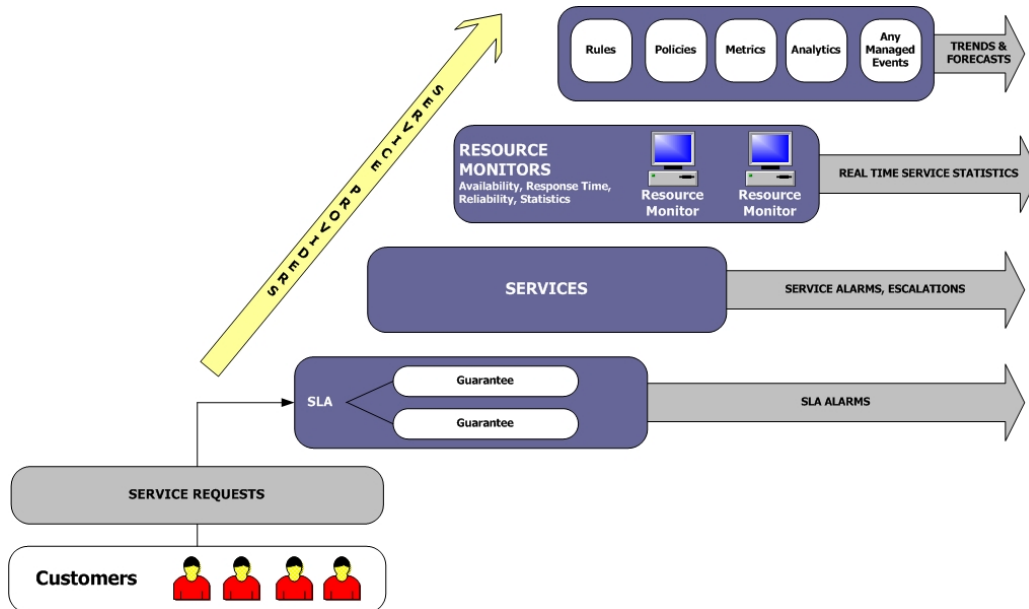 Rules
Policies
Metrics
Analytics
Any
Managed
Events
TRENDS &
FORECASTS
SERVICE PROVIDERS
RESOURCE
MONITORS
Availability, Response Time,
Reliability, Statistics
Resource
Monitor
Resource
Monitor
REAL TIME SERVICE STATISTICS
SERVICES
SERVICE ALARMS, ESCALATIONS
SLA
Guarantee
Guarantee
SLA ALARMS
SERVICE REQUESTS
Customers